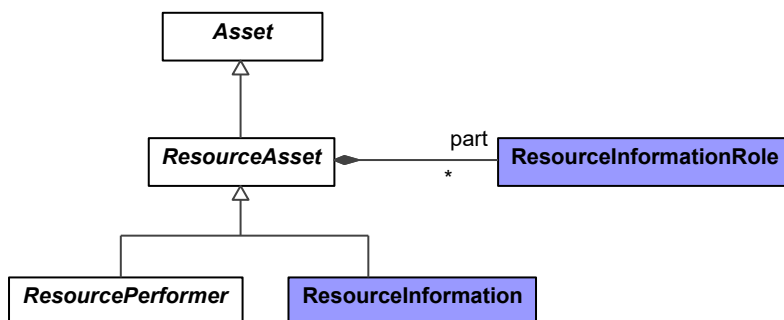 Asset
part
ResourceAsset
ResourceInformationRole
*
ResourcePerformer
ResourceInformation